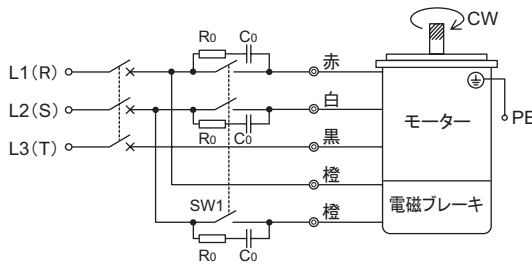 CW
R₀ C₀
L1(R) 赤
L2(S) 白
R₀ C₀
モーター
PE
L3(T) 黒
橙
電磁ブレーキ
SW1
橙
R₀ C₀